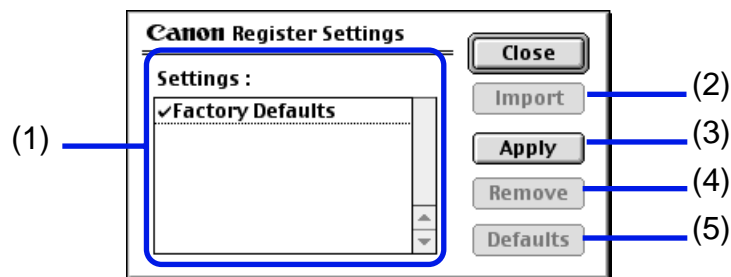 Canon Register Settings
Close
Settings :
Import
(2)
✓Factory Defaults
(1)
Apply
(3)
Remove
(4)
Defaults
(5)